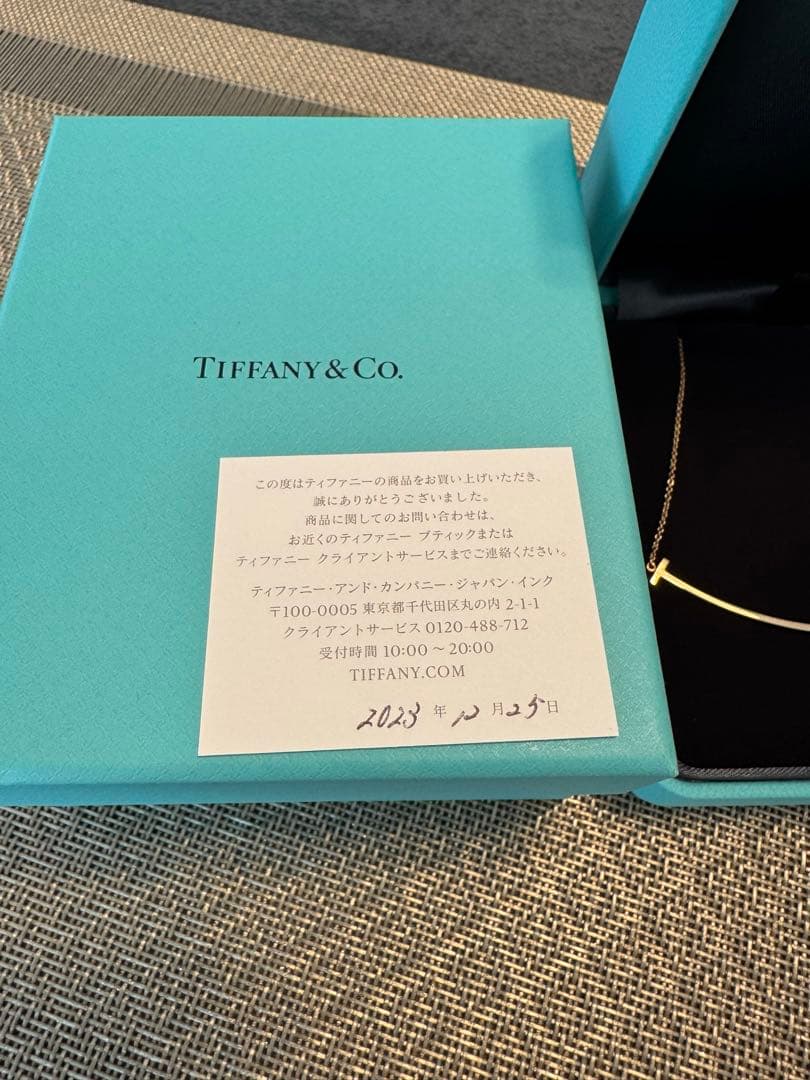 TIFFANY & CO.
この度はティファニーの商品をお買い上げいただき、
誠にありがとうございました。
商品に関してのお問い合わせは、
お近くのティファニー ブティックまたは
ティファニー クライアントサービスまでご連絡ください。
ティファニー・アンド・カンパニー・ジャパン・インク
〒100-0005 東京都千代田区丸の内 2-1-1
クライアントサービス 0120-488-712
受付時間 10:00 〜 20:00
TIFFANY.COM
2023 年 12 月 25 日